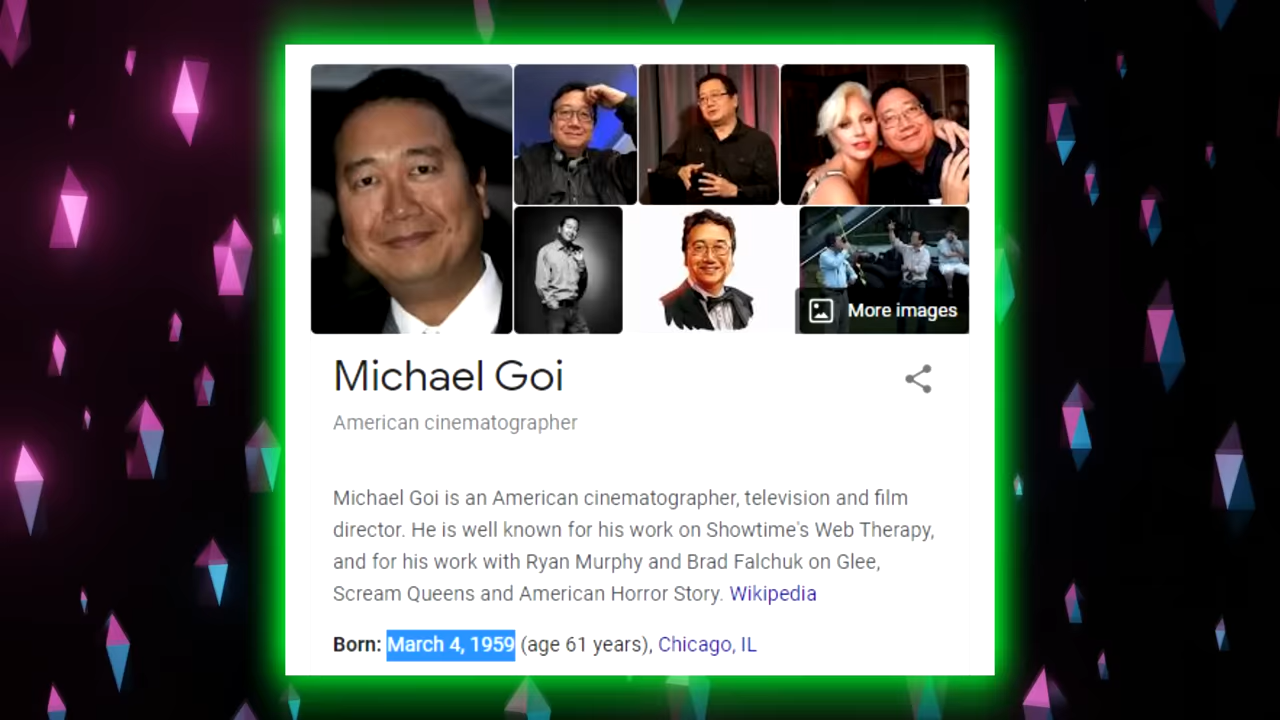 More images
Michael Goi
American cinematographer
Michael Goi is an American cinematographer, television and film
director. He is well known for his work on Showtime's Web Therapy,
and for his work with Ryan Murphy and Brad Falchuk on Glee,
Scream Queens and American Horror Story. Wikipedia
Born: March 4, 1959 (age 61 years), Chicago, IL